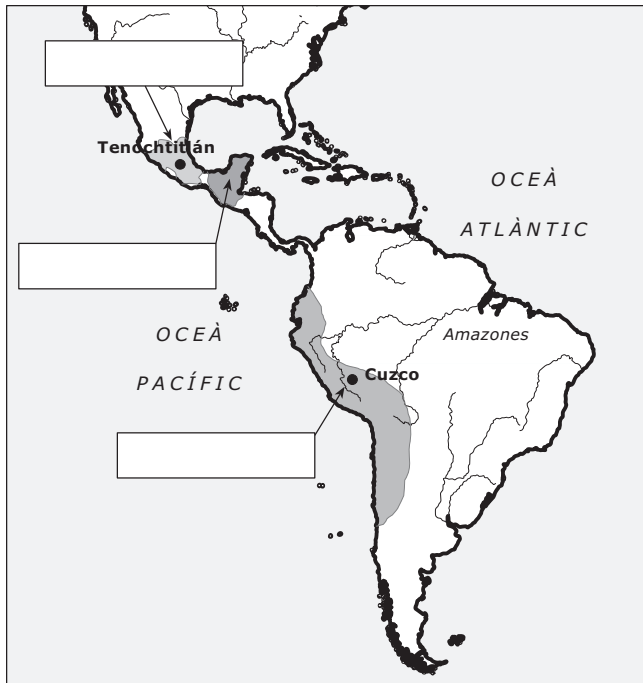 Tenochtitlán
OCEÀ
ATLÀNTIC
OCEÀ
PACÍFIC
Amazones
Cuzco